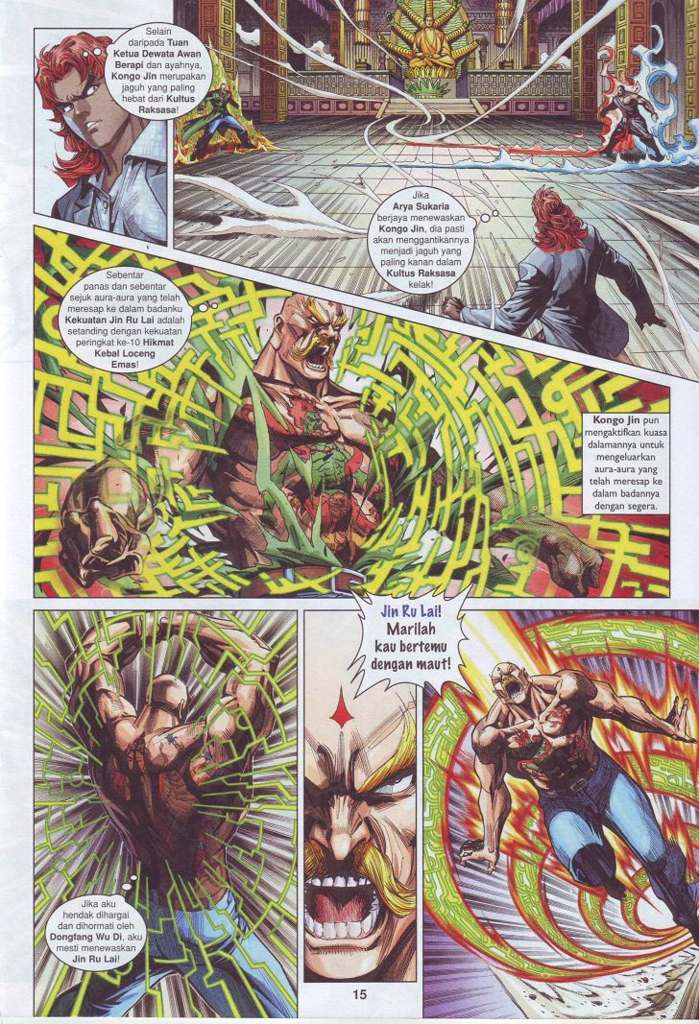 Selain
daripada Tuan
Ketua Dewata Awan
Berapi dan ayahnya,
Kongo Jin merupakan
jaguh yang paling
hebat dari Kultus
Raksasa!
Jika
Arya Sukaria
berjaya menewaskan
Kongo Jin, dia pasti
akan menggantikannya
menjadi jaguh yang
paling kanan dalam
Kultus Raksasa
kelak!
Sebentar
panas dan sebentar
sejuk aura-aura yang telah
meresap ke dalam badanku
Kekuatan Jin Ru Lai adalah
setanding dengan kekuatan
peringkat ke-10 Hikmat
Kebal Loceng
Emas!
Kongo Jin pun
mengaktifkan kuasa
dalamannya untuk
mengeluarkan
aura-aura yang
telah meresap ke
dalam badannya
dengan segera.
Jika aku
hendak dihargai
dan dihormati oleh
Dongfang Wu Di, aku
mesti menewaskan
Jin Ru Lai!
Jin Ru Lai!
Marilah
kau bertemu
dengan maut!
15